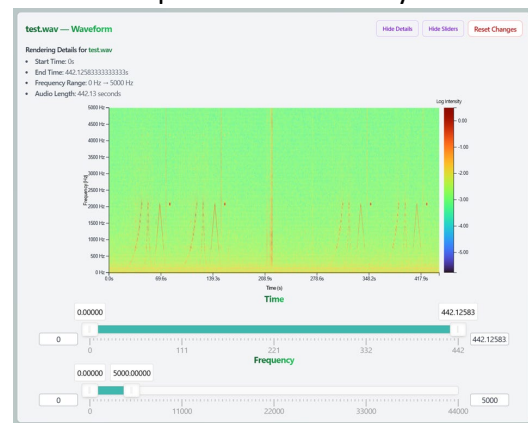 test.wav — Waveform
Hide Details
Hide Sliders
Reset Changes
Rendering Details for test.wav
• Start Time: 0s
• End Time: 442.12583333333333s
• Frequency Range: 0 Hz → 5000 Hz
• Audio Length: 442.13 seconds
Log Intensity
5000 Hz
4500 Hz
4000 Hz
3500 Hz
3000 Hz
2500 Hz
2000 Hz
1500 Hz
1000 Hz
500 Hz
0 Hz
Frequency (Hz)
0.00
-1.00
-2.00
-3.00
-4.00
-5.00
0.0s 69.6s 139.3s 208.9s 278.6s 348.2s 417.9s
Time (s)
Time
0.00000 442.12583
0 442.12583
0 111 221 332 442
Frequency
0.00000 5000.00000
0 5000
0 11000 22000 33000 44000